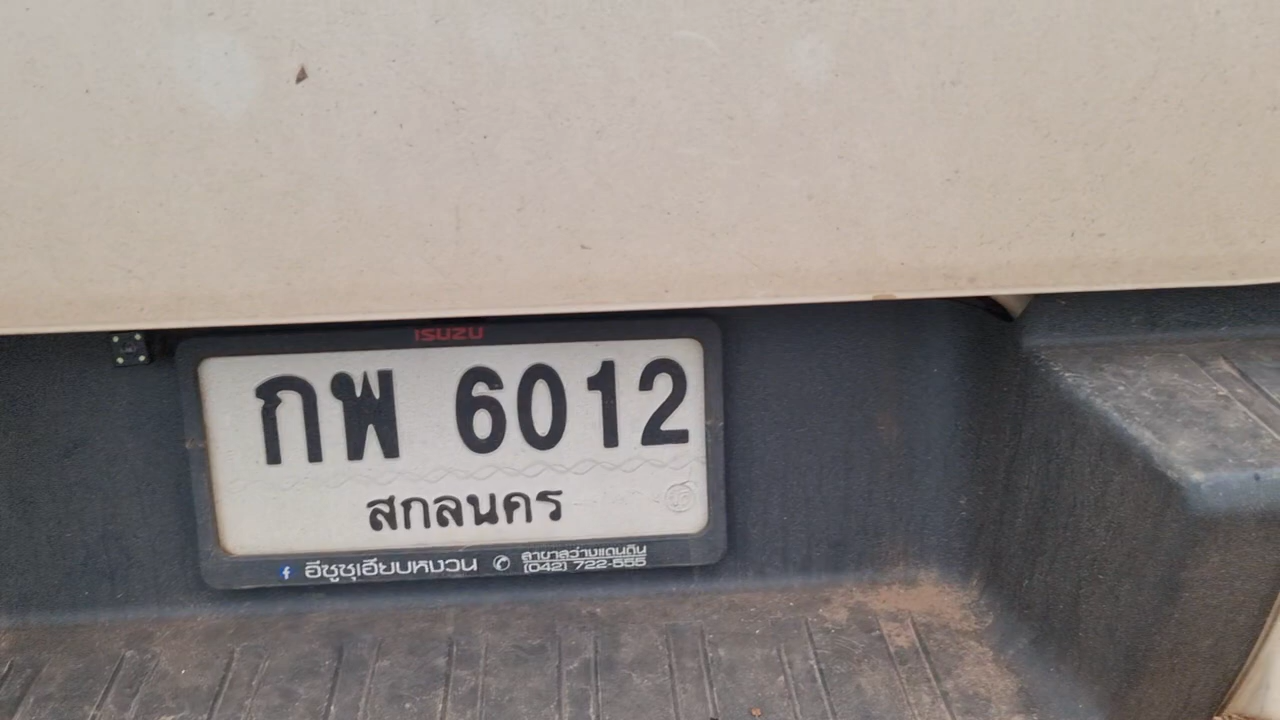 ISUZU
กพ 6012
สกลนคร
อีซูซุเฮียบหงวน สาขาสว่างแดนดิน
(042) 722-555